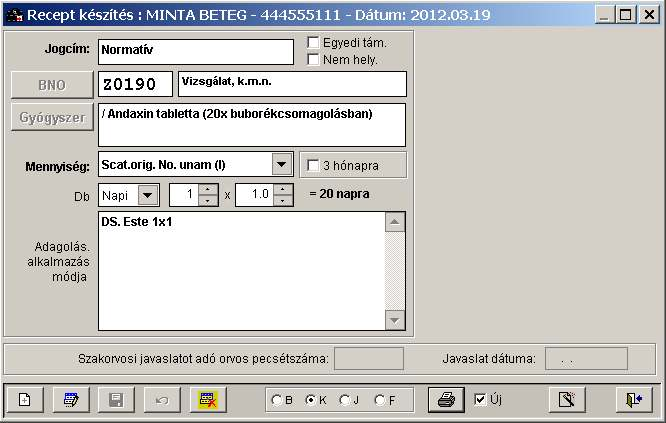 Recept készítés : MINTA BETEG - 444555111 - Dátum: 2012.03.19
Jogcím: Normatív
Egyedi tám.
Nem hely.
BNO Z0190 Vizsgálat, k.m.n.
Gyógyszer / Andaxin tabletta (20x buborékcsomagolásban)
Mennyiség: Scat.orig. No. unam (I) 3 hónapra
Db Napi 1 x 1.0 = 20 napra
DS. Este 1x1
Adagolás.
alkalmazás
módja
Szakorvosi javaslatot adó orvos pecsétszáma: Javaslat dátuma: . .
B K J F Új